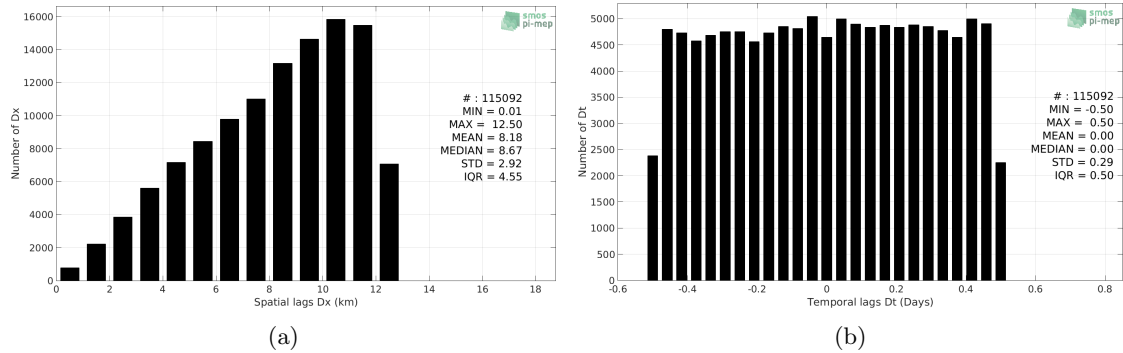 16000
14000
12000
10000
8000
6000
4000
2000
0
Number of Dx
smos
pi-mep
# : 115092
MIN = 0.01
MAX = 12.50
MEAN = 8.18
MEDIAN = 8.67
STD = 2.92
IQR = 4.55
0 2 4 6 8 10 12 14 16 18
Spatial lags Dx (km)
(a)
5000
4500
4000
3500
3000
2500
2000
1500
1000
500
0
Number of Dt
smos
pi-mep
# : 115092
MIN = -0.50
MAX = 0.50
MEAN = 0.00
MEDIAN = 0.00
STD = 0.29
IQR = 0.50
-0.6 -0.4 -0.2 0 0.2 0.4 0.6 0.8
Temporal lags Dt (Days)
(b)